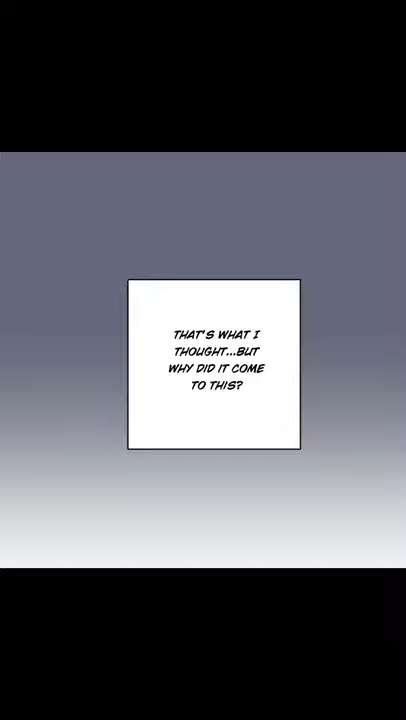 THAT'S WHAT I
THOUGHT...BUT
WHY DID IT COME
TO THIS?